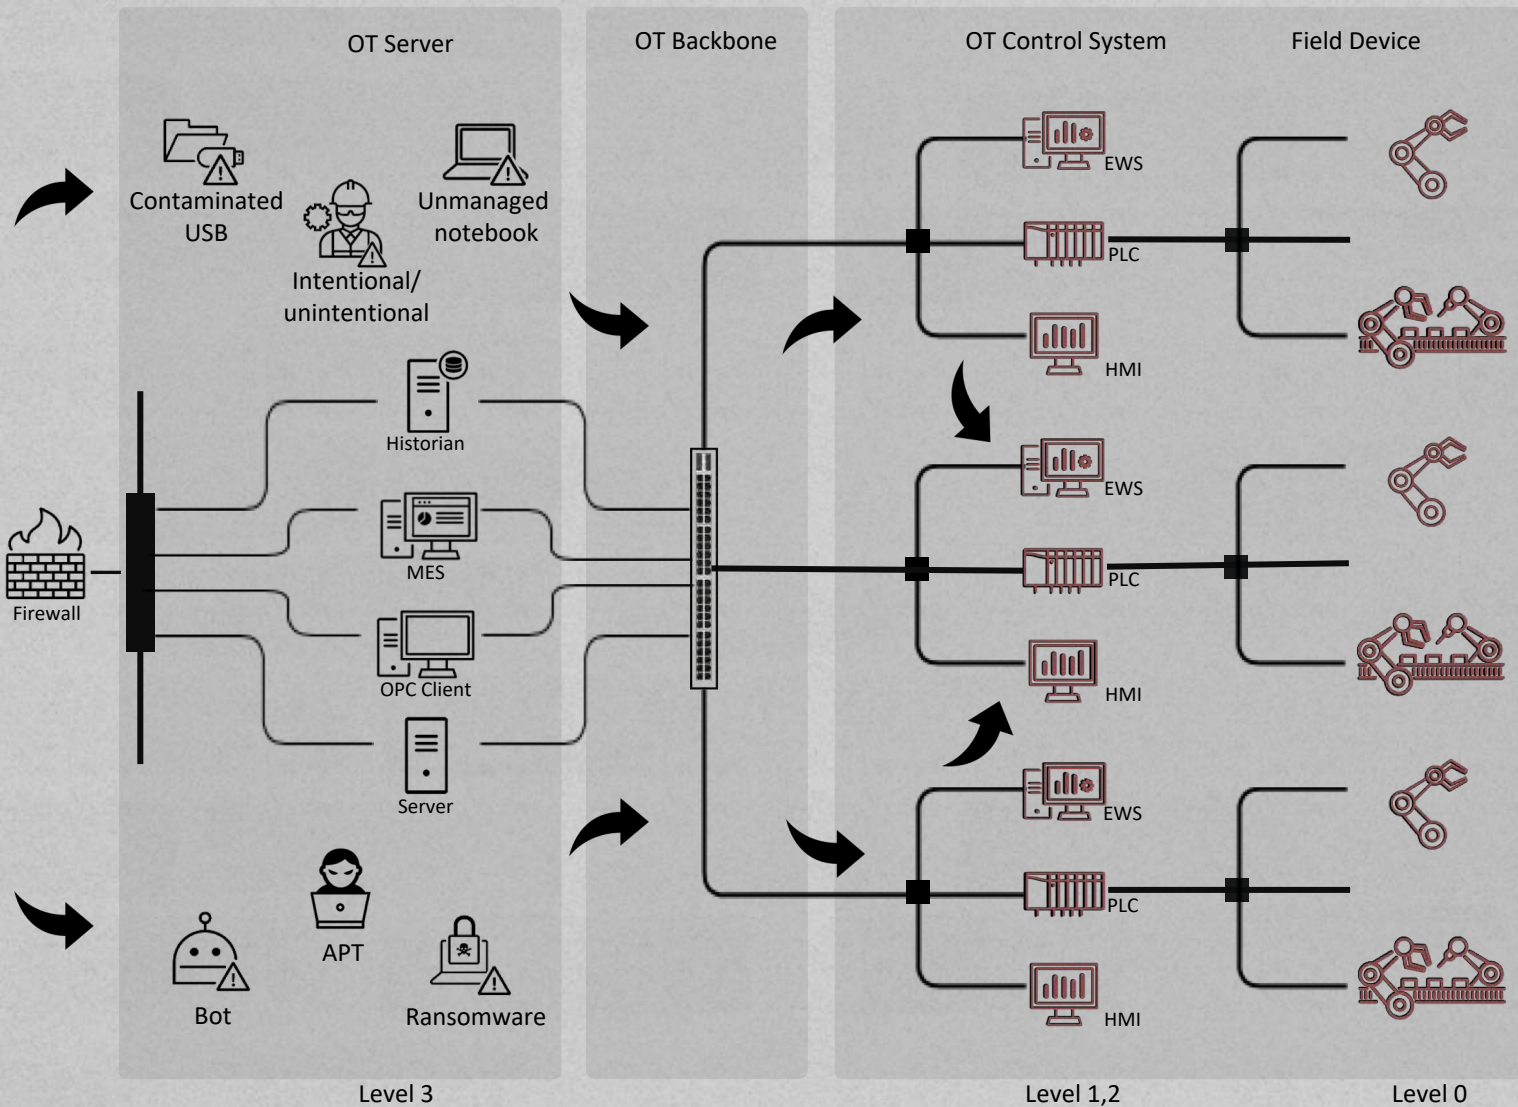 OT Server
OT Backbone
OT Control System
Field Device
Contaminated
USB
Unmanaged
notebook
Intentional/
unintentional
Historian
MES
OPC Client
Server
Firewall
APT
Bot
Ransomware
EWS
PLC
HMI
EWS
PLC
HMI
EWS
PLC
HMI
Level 3
Level 1,2
Level 0